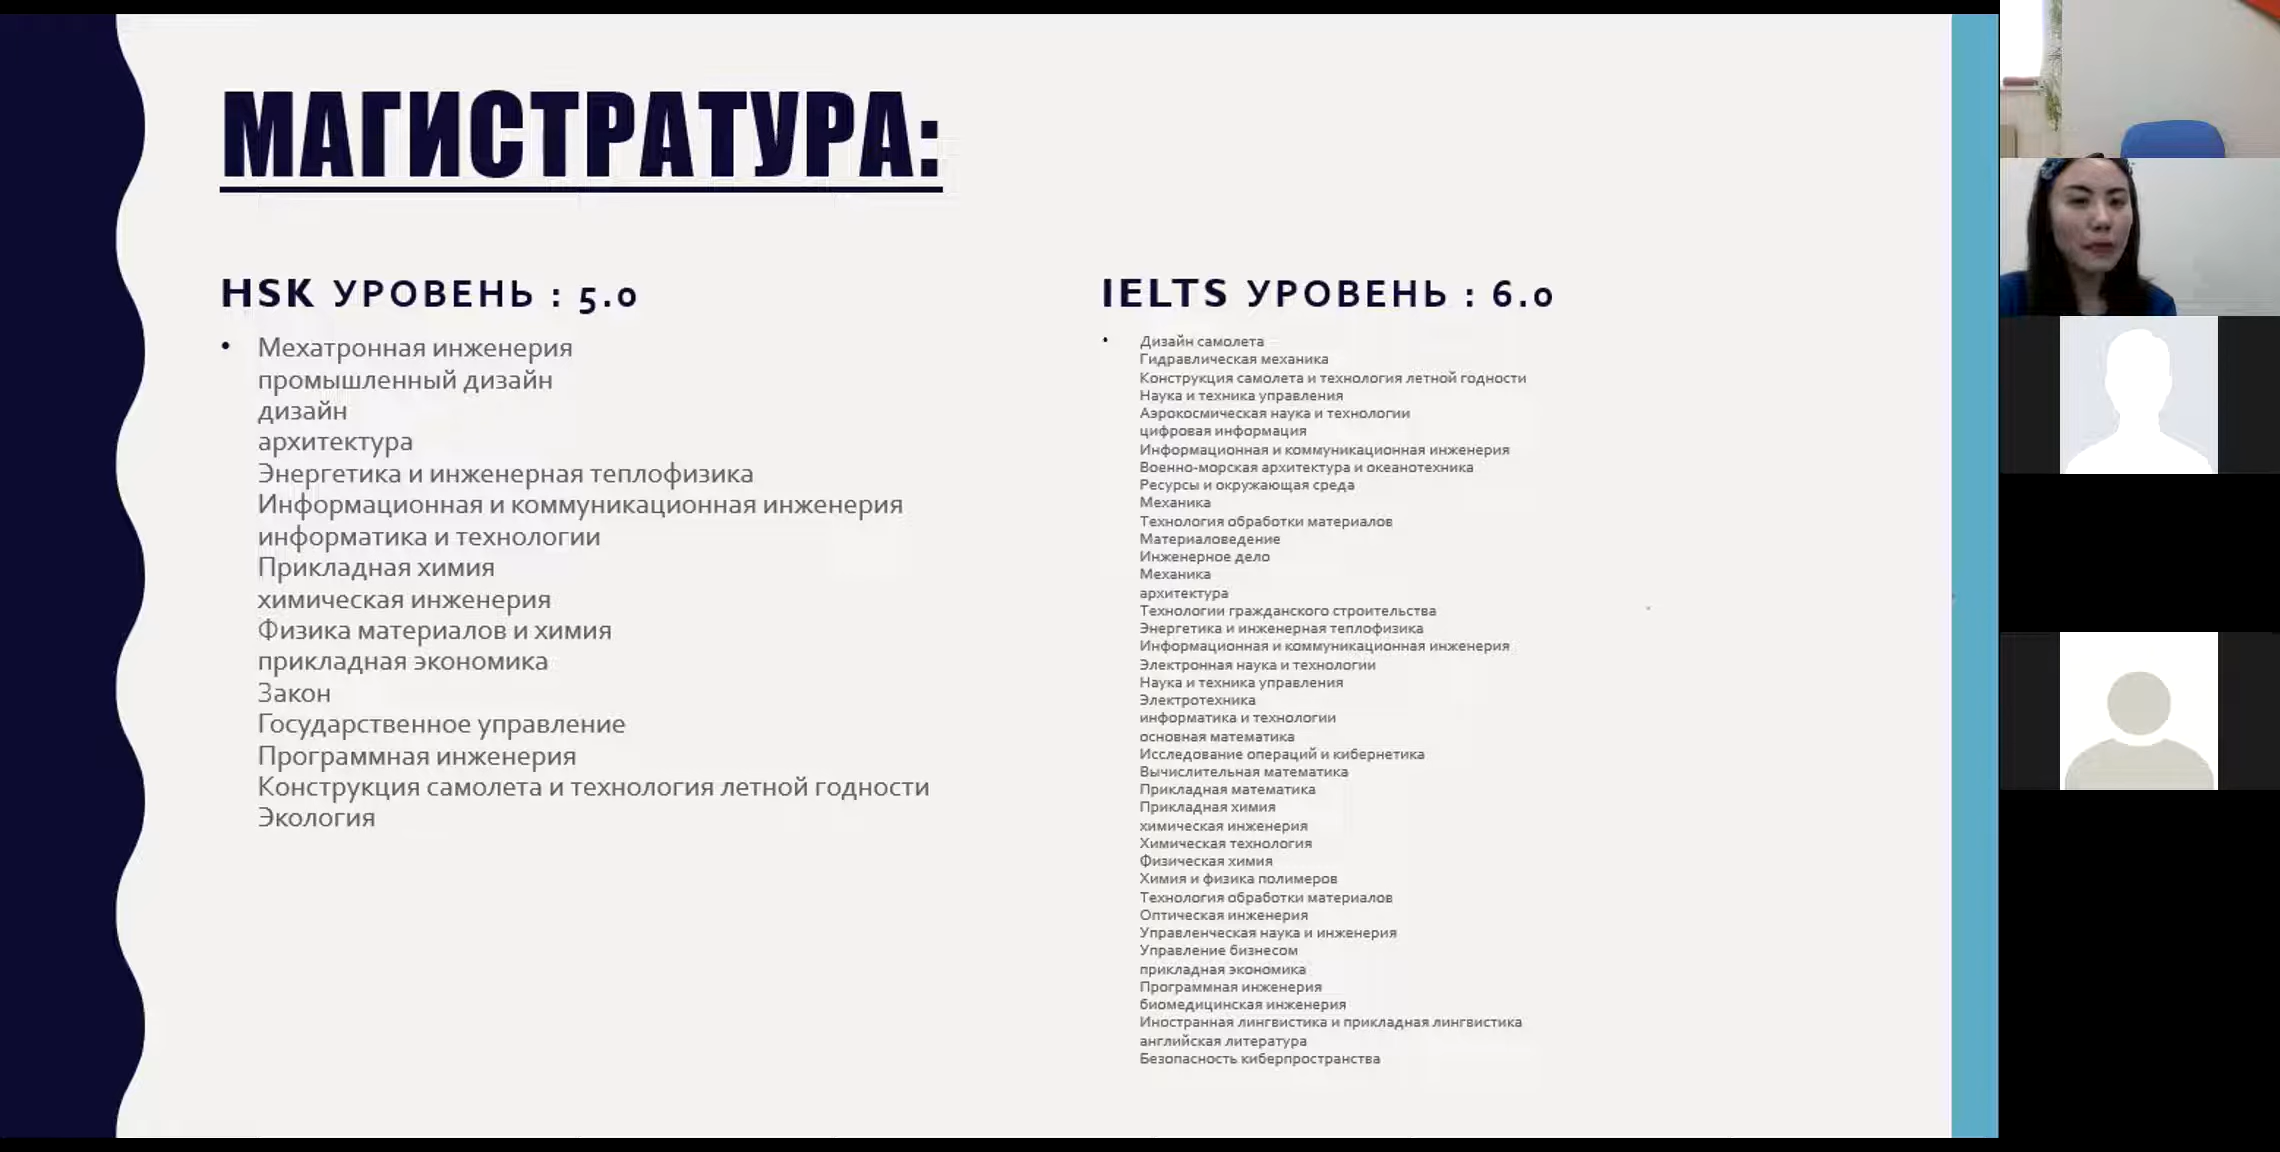 МАГИСТРАТУРА:
HSK УРОВЕНЬ : 5.0
• Мехатронная инженерия
промышленный дизайн
дизайн
архитектура
Энергетика и инженерная теплофизика
Информационная и коммуникационная инженерия
информатика и технологии
Прикладная химия
химическая инженерия
Физика материалов и химия
прикладная экономика
Закон
Государственное управление
Программная инженерия
Конструкция самолета и технология летной годности
Экология
IELTS УРОВЕНЬ : 6.0
• Дизайн самолета
Гидравлическая механика
Конструкция самолета и технология летной годности
Наука и техника управления
Аэрокосмическая наука и технологии
цифровая информация
Информационная и коммуникационная инженерия
Военно-морская архитектура и океанотехника
Ресурсы и окружающая среда
Механика
Технология обработки материалов
Материаловедение
Инженерное дело
Механика
архитектура
Технологии гражданского строительства
Энергетика и инженерная теплофизика
Информационная и коммуникационная инженерия
Электронная наука и технологии
Наука и техника управления
Электротехника
информатика и технологии
основная математика
Исследование операций и кибернетика
Вычислительная математика
Прикладная математика
Прикладная химия
химическая инженерия
Химическая технология
Физическая химия
Химия и физика полимеров
Технология обработки материалов
Оптическая инженерия
Управленческая наука и инженерия
Управление бизнесом
прикладная экономика
Программная инженерия
биомедицинская инженерия
Иностранная лингвистика и прикладная лингвистика
английская литература
Безопасность киберпространства